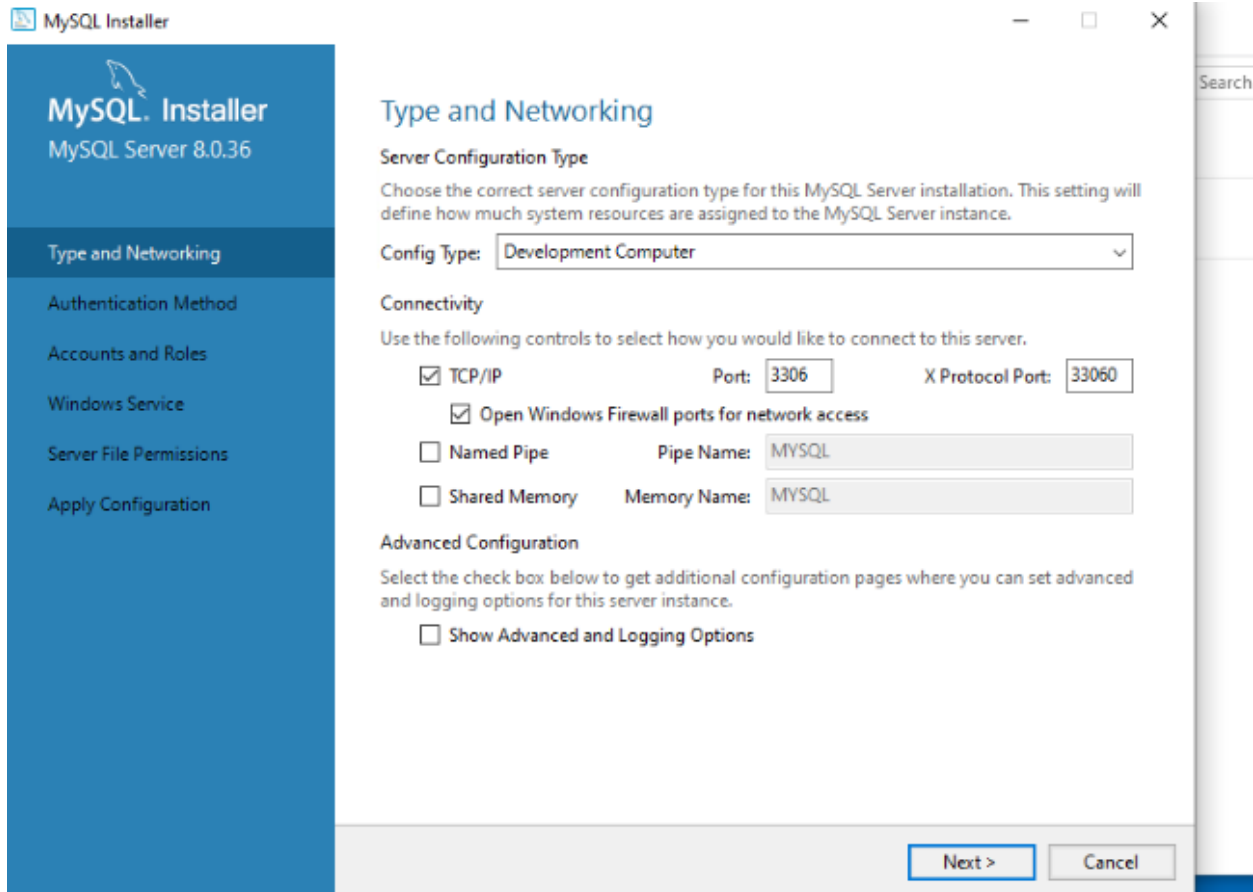 MySQL Installer
Search
MySQL. Installer
MySQL Server 8.0.36
Type and Networking
Authentication Method
Accounts and Roles
Windows Service
Server File Permissions
Apply Configuration
Type and Networking
Server Configuration Type
Choose the correct server configuration type for this MySQL Server installation. This setting will
define how much system resources are assigned to the MySQL Server instance.
Config Type: Development Computer
Connectivity
Use the following controls to select how you would like to connect to this server.
TCP/IP Port: 3306 X Protocol Port: 33060
Open Windows Firewall ports for network access
Named Pipe Pipe Name: MYSQL
Shared Memory Memory Name: MYSQL
Advanced Configuration
Select the check box below to get additional configuration pages where you can set advanced
and logging options for this server instance.
Show Advanced and Logging Options
Next > Cancel